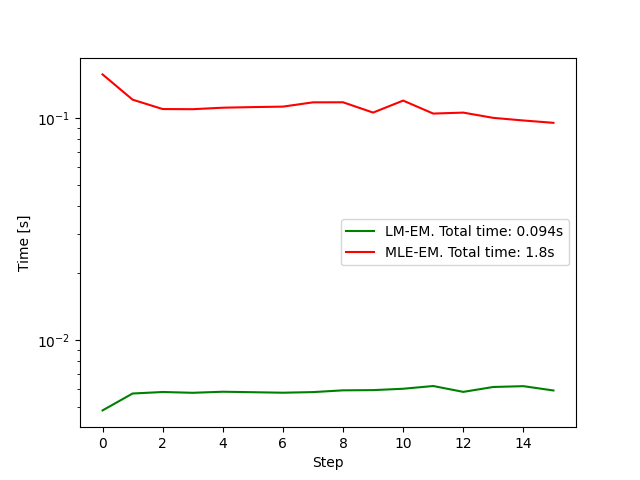 10⁻¹
10⁻²
Time [s]
LM-EM. Total time: 0.094s
MLE-EM. Total time: 1.8s
0 2 4 6 8 10 12 14
Step